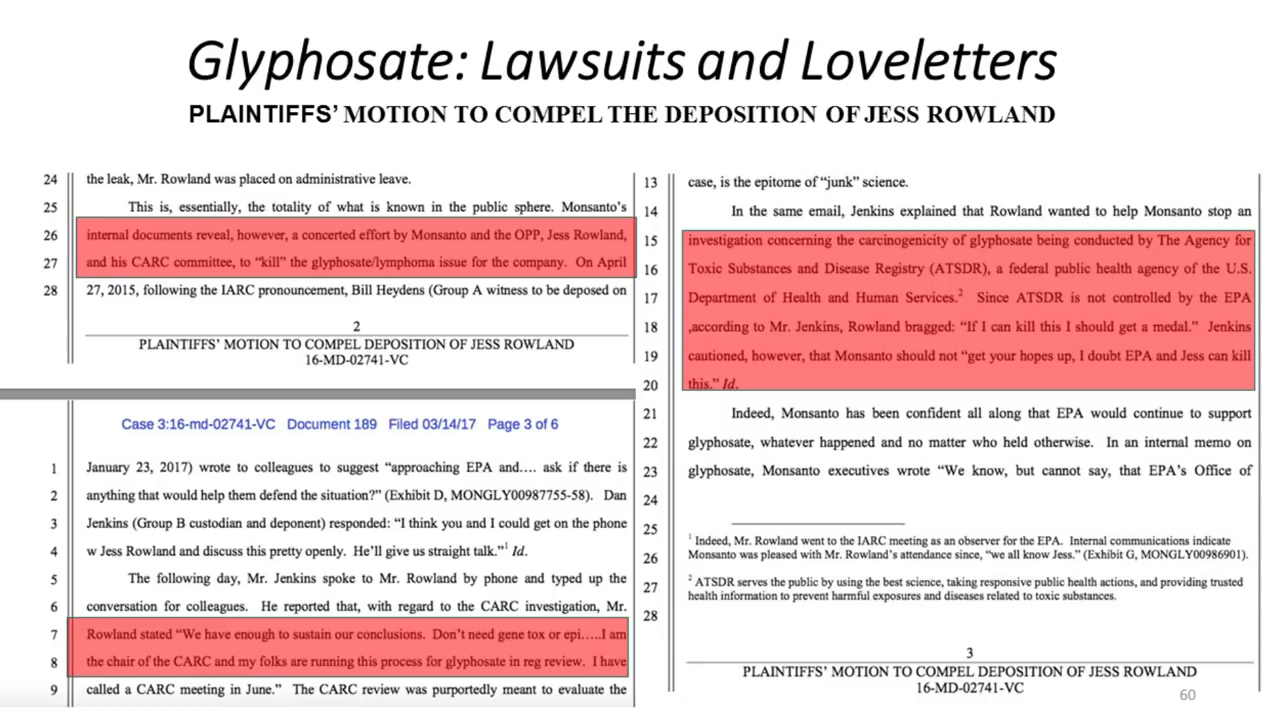 Glyphosate: Lawsuits and Loveletters
PLAINTIFFS’ MOTION TO COMPEL THE DEPOSITION OF JESS ROWLAND
24 the leak, Mr. Rowland was placed on administrative leave.
25 This is, essentially, the totality of what is known in the public sphere. Monsanto’s
26 internal documents reveal, however, a concerted effort by Monsanto and the OPP, Jess Rowland,
27 and his CARC committee, to “kill” the glyphosate/lymphoma issue for the company. On April
28 27, 2015, following the IARC pronouncement, Bill Heydens (Group A witness to be deposed on
2
PLAINTIFFS’ MOTION TO COMPEL DEPOSITION OF JESS ROWLAND
16-MD-02741-VC
Case 3:16-md-02741-VC Document 189 Filed 03/14/17 Page 3 of 6
1 January 23, 2017) wrote to colleagues to suggest “approaching EPA and…. ask if there is
2 anything that would help them defend the situation?” (Exhibit D, MONGLY00987755-58). Dan
3 Jenkins (Group B custodian and deponent) responded: “I think you and I could get on the phone
4 w Jess Rowland and discuss this pretty openly. He’ll give us straight talk.”1 Id.
5 The following day, Mr. Jenkins spoke to Mr. Rowland by phone and typed up the
6 conversation for colleagues. He reported that, with regard to the CARC investigation, Mr.
7 Rowland stated “We have enough to sustain our conclusions. Don’t need gene tox or epi…..I am
8 the chair of the CARC and my folks are running this process for glyphosate in reg review. I have
9 called a CARC meeting in June.” The CARC review was purportedly meant to evaluate the
13 case, is the epitome of “junk” science.
14 In the same email, Jenkins explained that Rowland wanted to help Monsanto stop an
15 investigation concerning the carcinogenicity of glyphosate being conducted by The Agency for
16 Toxic Substances and Disease Registry (ATSDR), a federal public health agency of the U.S.
17 Department of Health and Human Services.2 Since ATSDR is not controlled by the EPA
18 ,according to Mr. Jenkins, Rowland bragged: “If I can kill this I should get a medal.” Jenkins
19 cautioned, however, that Monsanto should not “get your hopes up, I doubt EPA and Jess can kill
20 this.” Id.
21 Indeed, Monsanto has been confident all along that EPA would continue to support
22 glyphosate, whatever happened and no matter who held otherwise. In an internal memo on
23 glyphosate, Monsanto executives wrote “We know, but cannot say, that EPA’s Office of
24
25
1 Indeed, Mr. Rowland went to the IARC meeting as an observer for the EPA. Internal communications indicate
26 Monsanto was pleased with Mr. Rowland’s attendance since, “we all know Jess.” (Exhibit G, MONGLY00986901).
27 2 ATSDR serves the public by using the best science, taking responsive public health actions, and providing trusted
health information to prevent harmful exposures and diseases related to toxic substances.
28
3
PLAINTIFFS’ MOTION TO COMPEL DEPOSITION OF JESS ROWLAND
16-MD-02741-VC
60